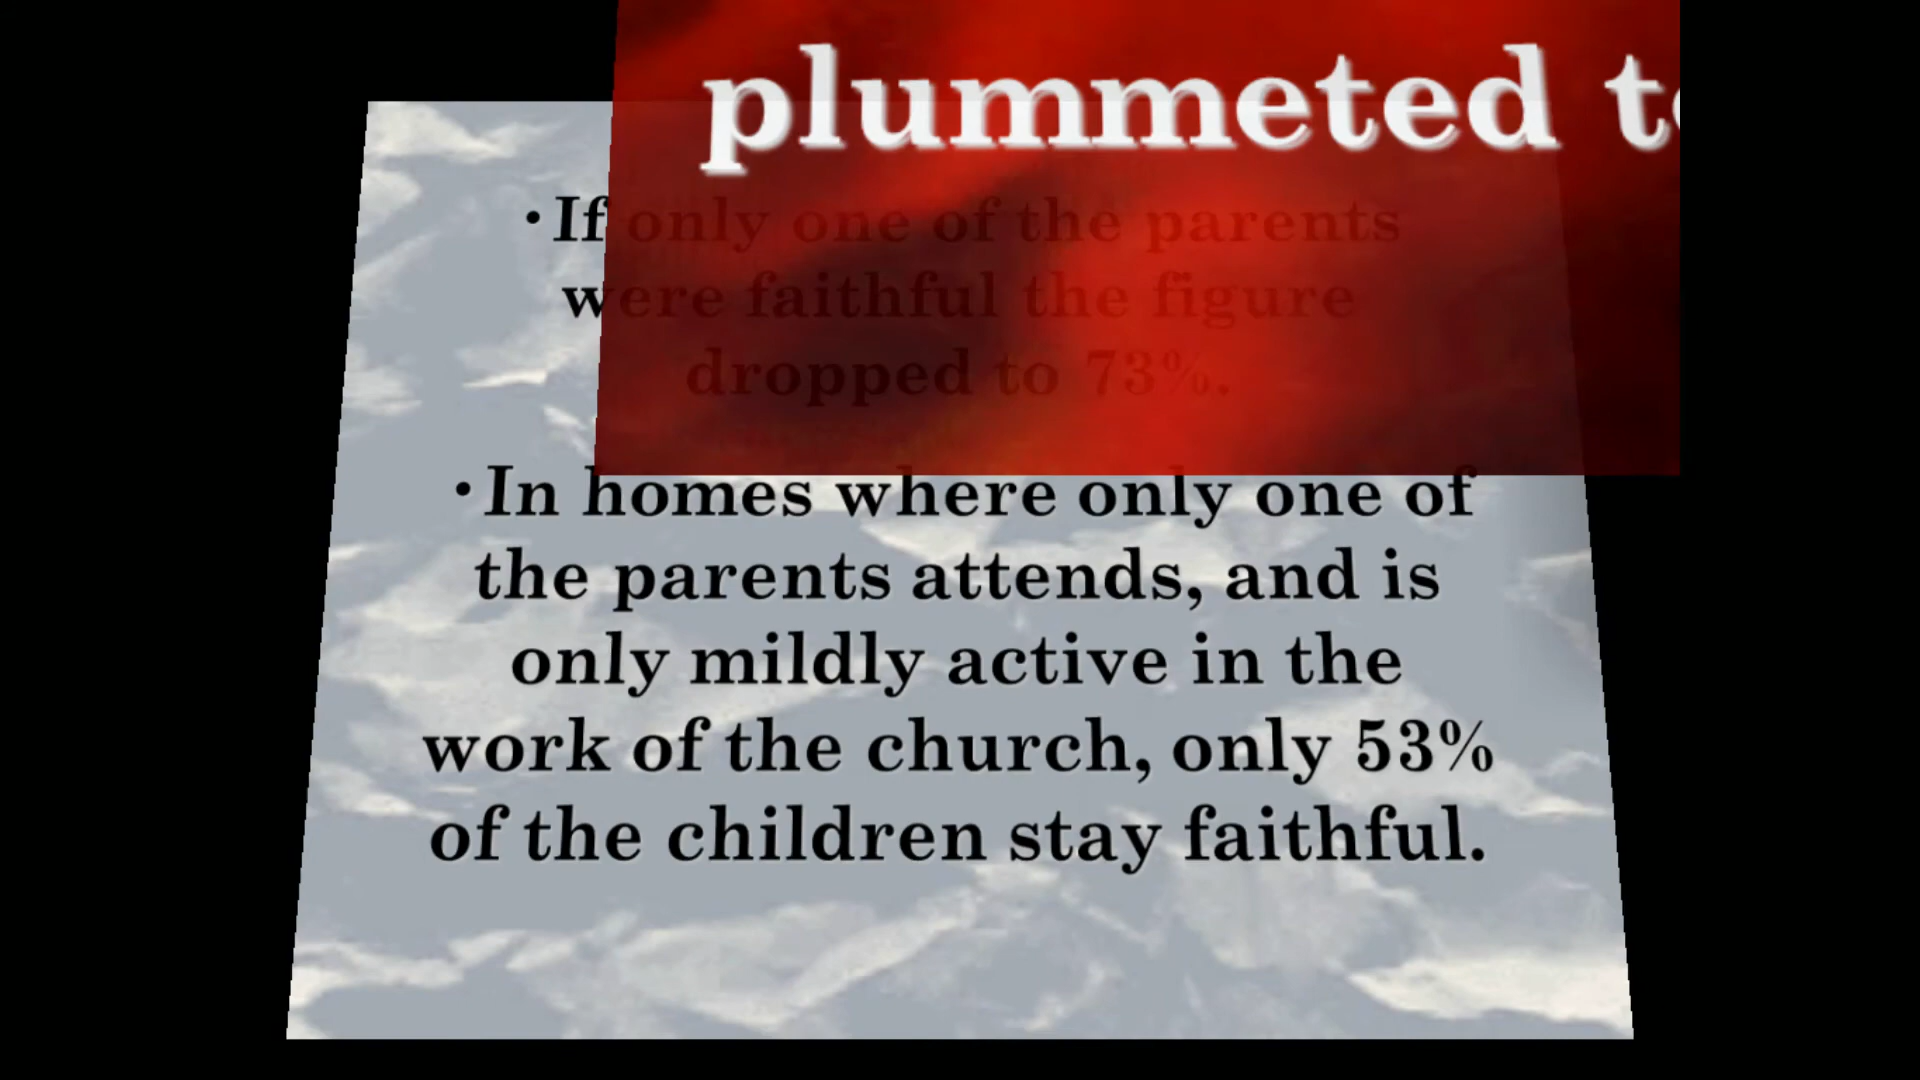 plummeted
• If only one of the parents
were faithful the figure
dropped to 73%.
• In homes where only one of
the parents attends, and is
only mildly active in the
work of the church, only 53%
of the children stay faithful.